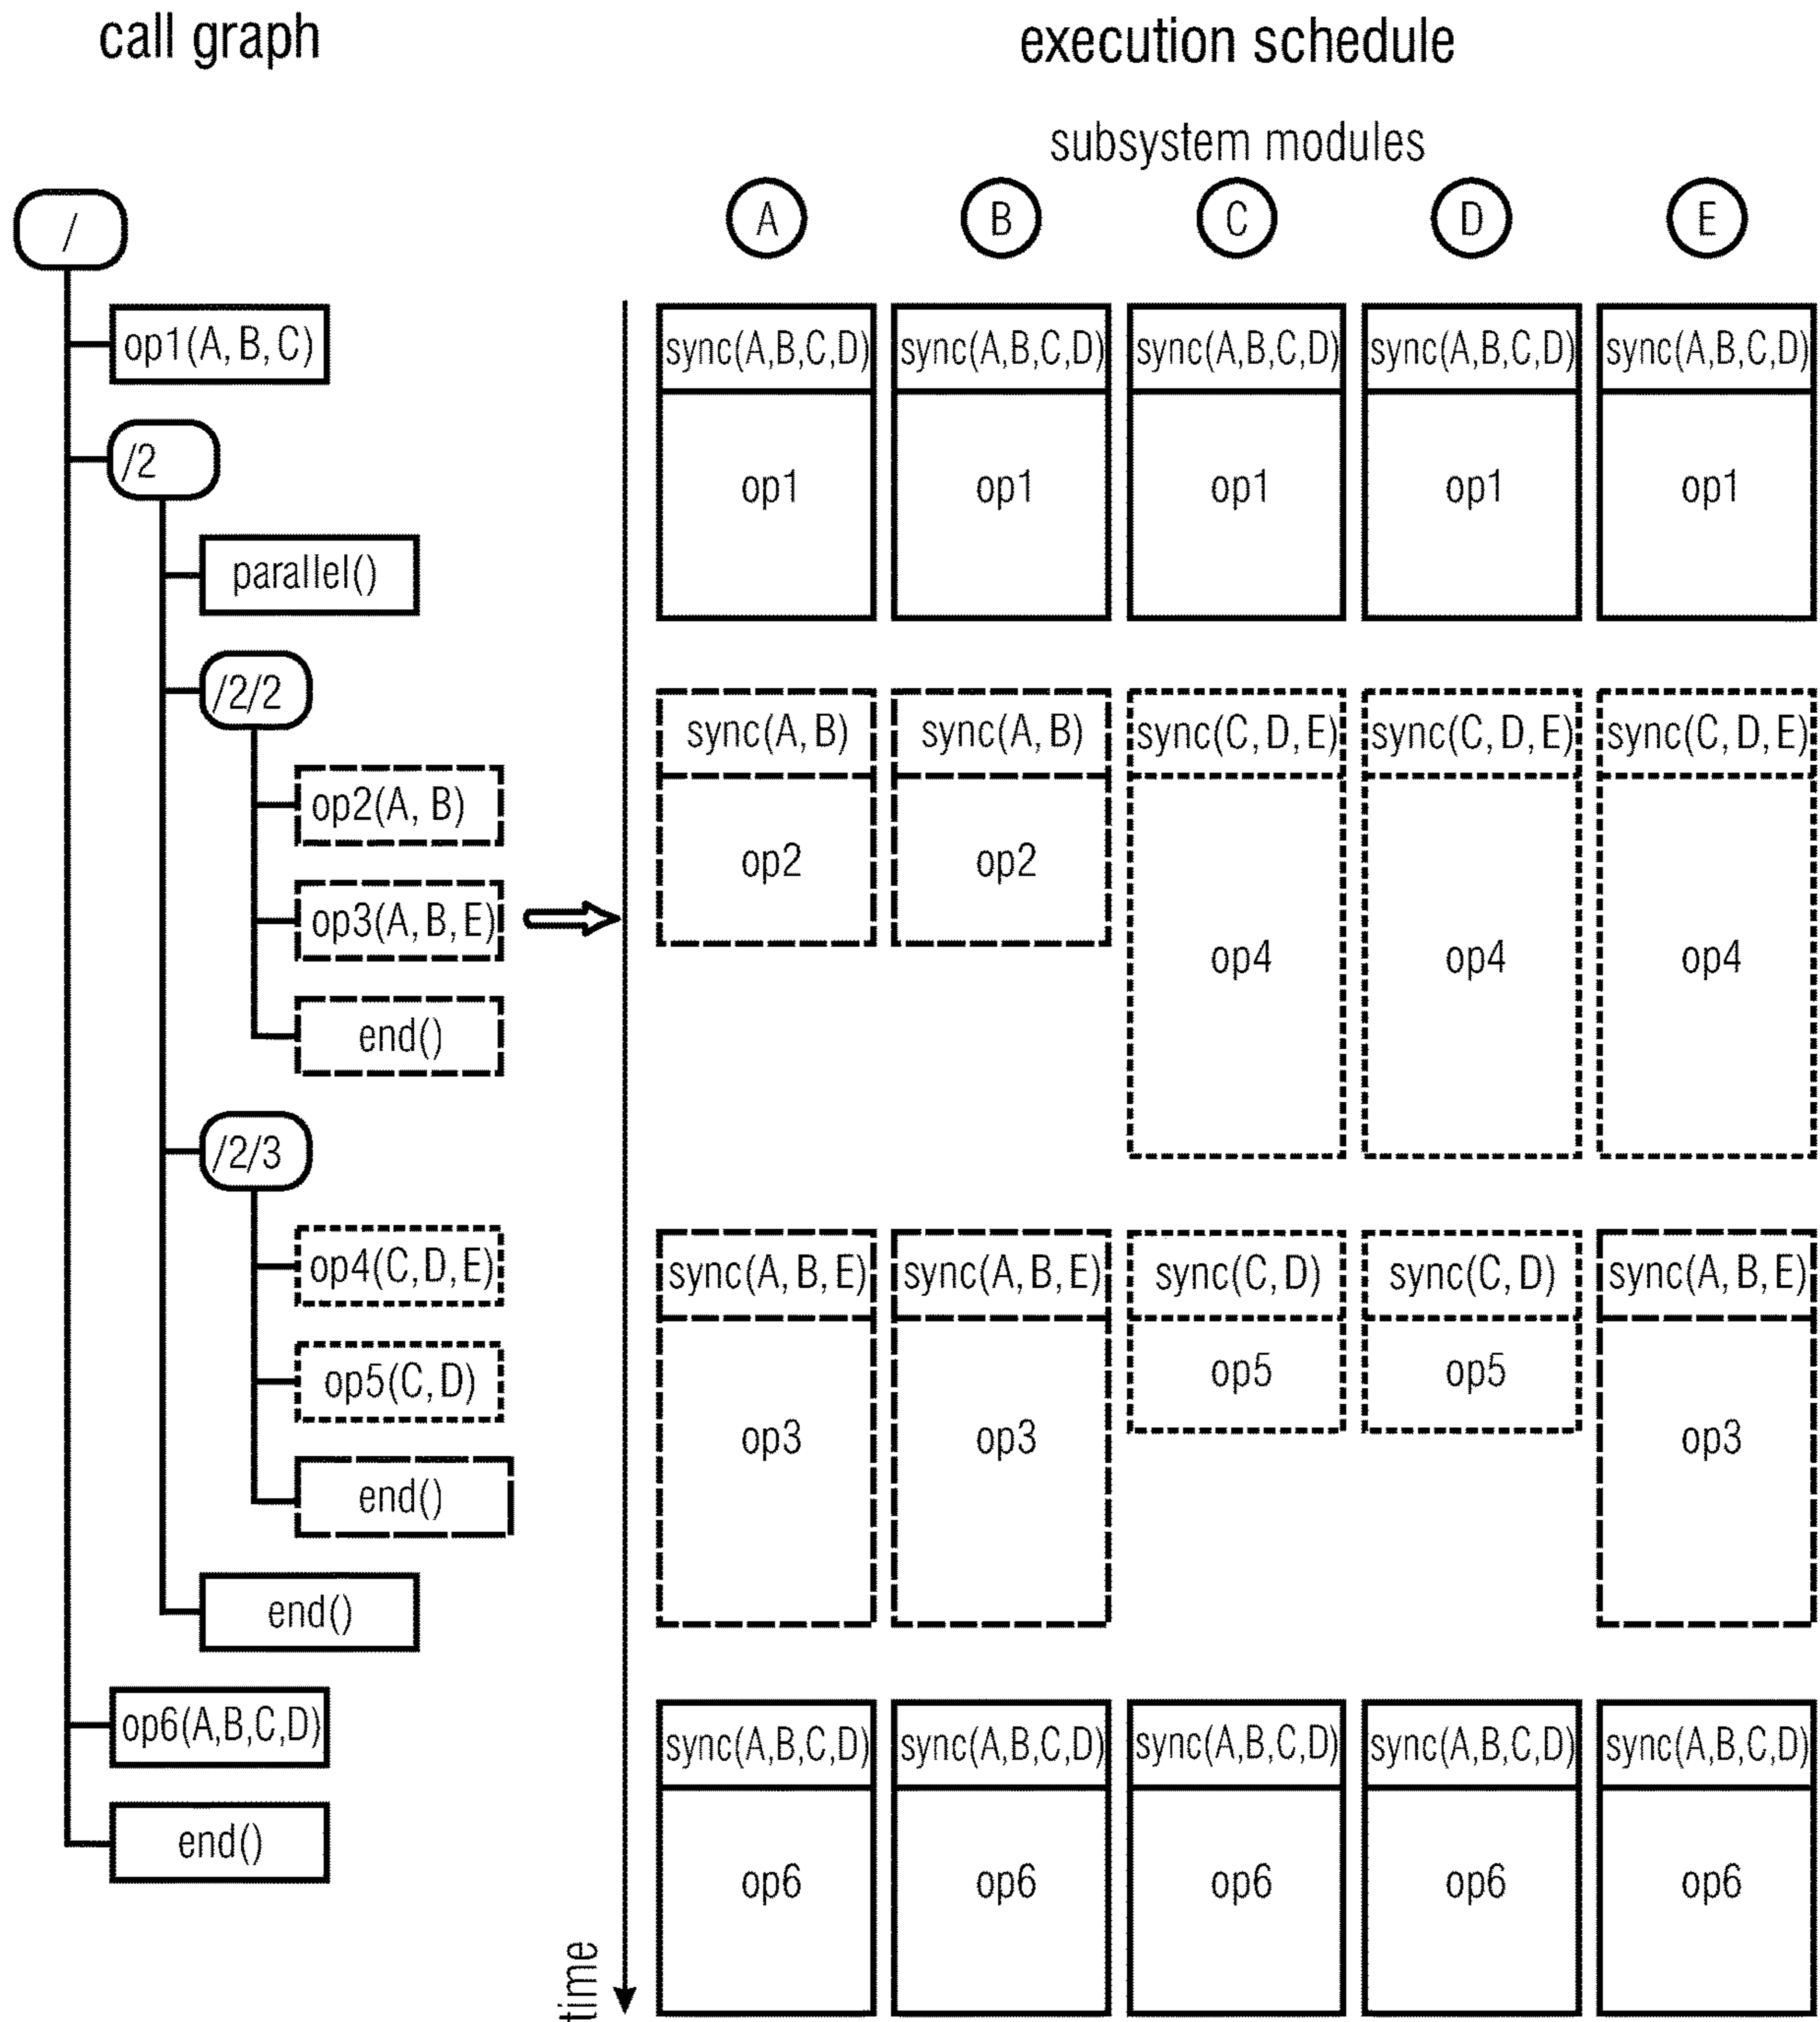 call graph
execution schedule
subsystem modules
/
A
B
C
D
E
op1(A, B, C)
/2
parallel()
/2/2
op2(A, B)
op3(A, B, E)
end()
/2/3
op4(C, D, E)
op5(C, D)
end()
end()
op6(A,B,C,D)
end()
time
sync(A,B,C,D)
sync(A,B,C,D)
sync(A,B,C,D)
sync(A,B,C,D)
sync(A,B,C,D)
op1
op1
op1
op1
op1
sync(A, B)
sync(A, B)
sync(C, D, E)
sync(C, D, E)
sync(C, D, E)
op2
op2
op4
op4
op4
sync(A, B, E)
sync(A, B, E)
sync(C, D)
sync(C, D)
sync(A, B, E)
op3
op3
op5
op5
op3
sync(A,B,C,D)
sync(A,B,C,D)
sync(A,B,C,D)
sync(A,B,C,D)
sync(A,B,C,D)
op6
op6
op6
op6
op6